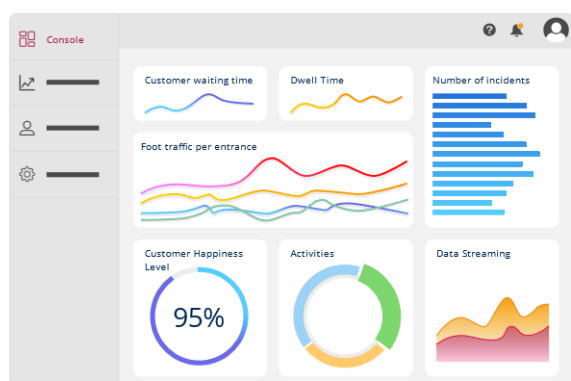 Console
Customer waiting time
Dwell Time
Number of incidents
Foot traffic per entrance
Customer Happiness
Level
95%
Activities
Data Streaming